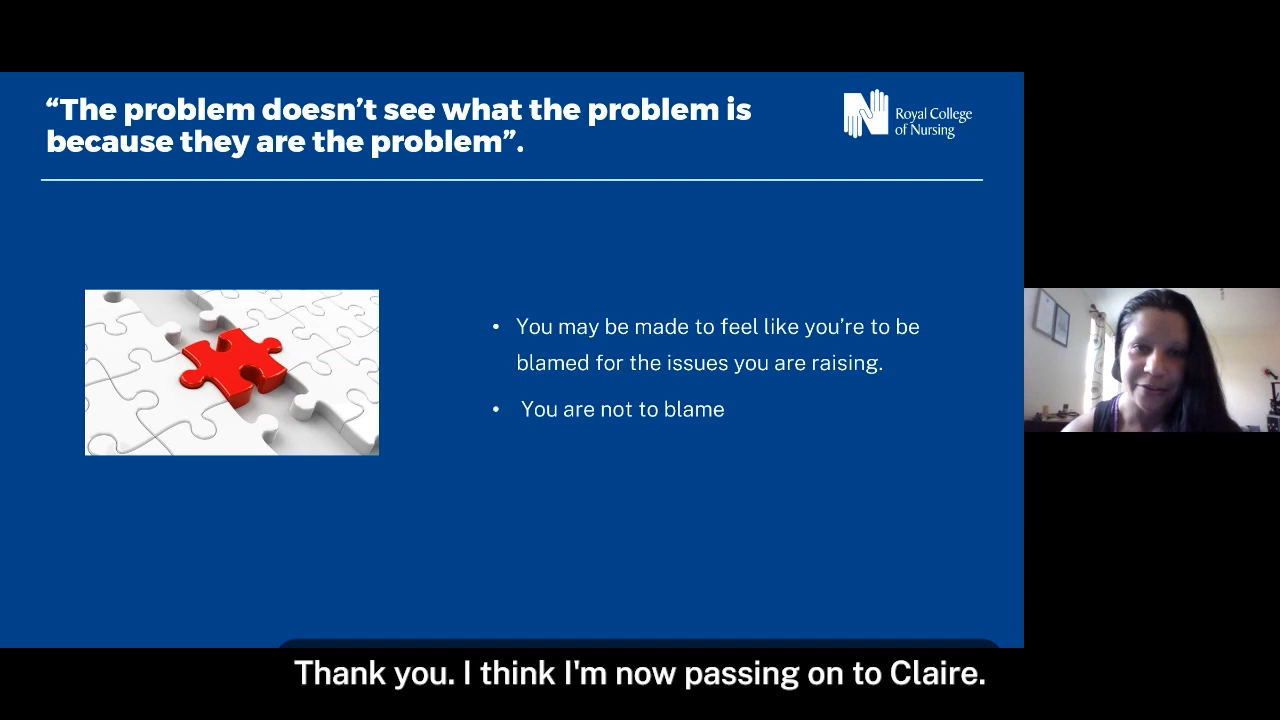 “The problem doesn’t see what the problem is
because they are the problem”.
Royal College
of Nursing
• You may be made to feel like you’re to be
blamed for the issues you are raising.
• You are not to blame
Thank you. I think I'm now passing on to Claire.